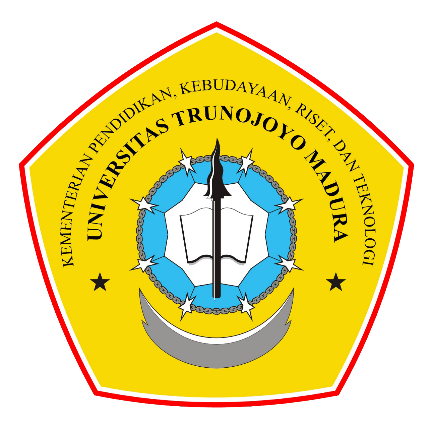 KEMENTERIAN PENDIDIKAN, KEBUDAYAAN, RISET, DAN TEKNOLOGI
UNIVERSITAS TRUNOJOYO MADURA